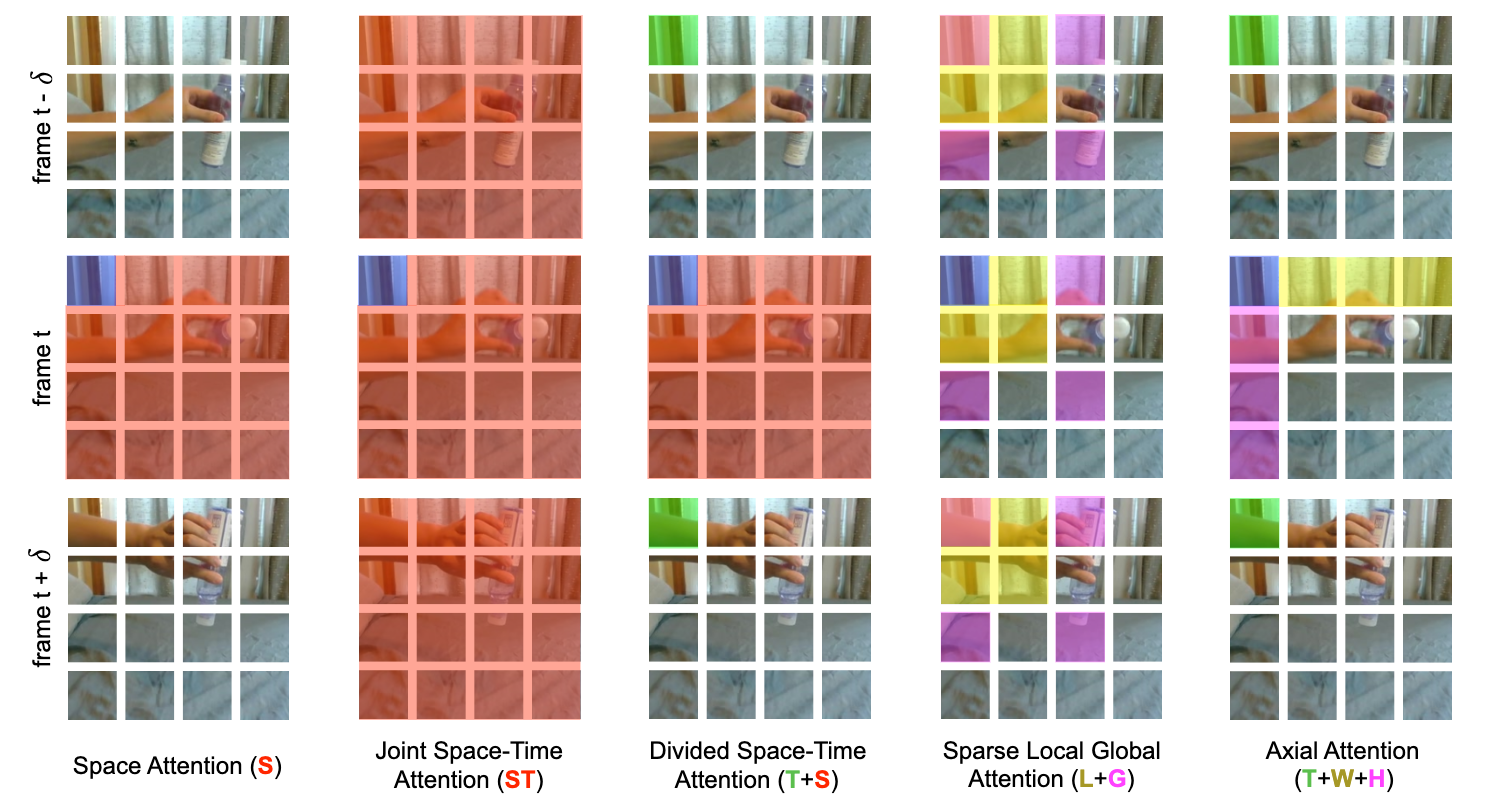 frame t - δ
frame t
frame t + δ
Space Attention (S)
Joint Space-Time
Attention (ST)
Divided Space-Time
Attention (T+S)
Sparse Local Global
Attention (L+G)
Axial Attention
(T+W+H)